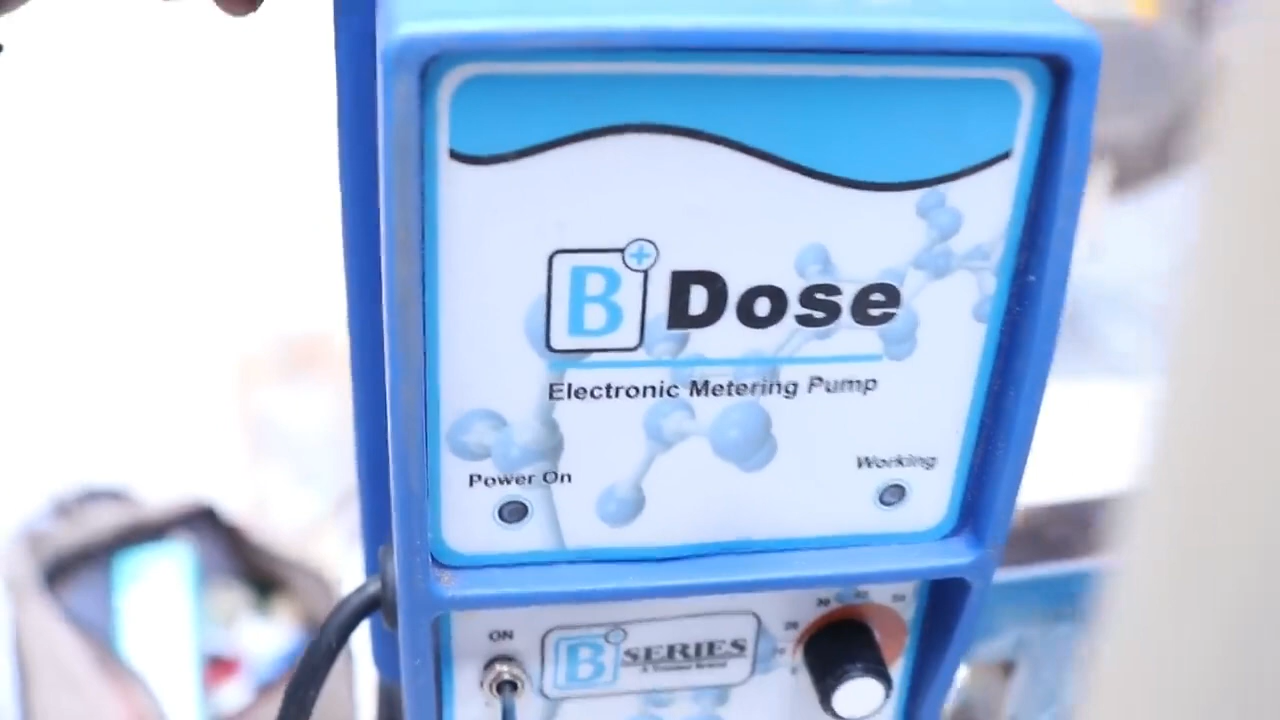 B+ Dose
Electronic Metering Pump
Power On
Working
ON
B SERIES